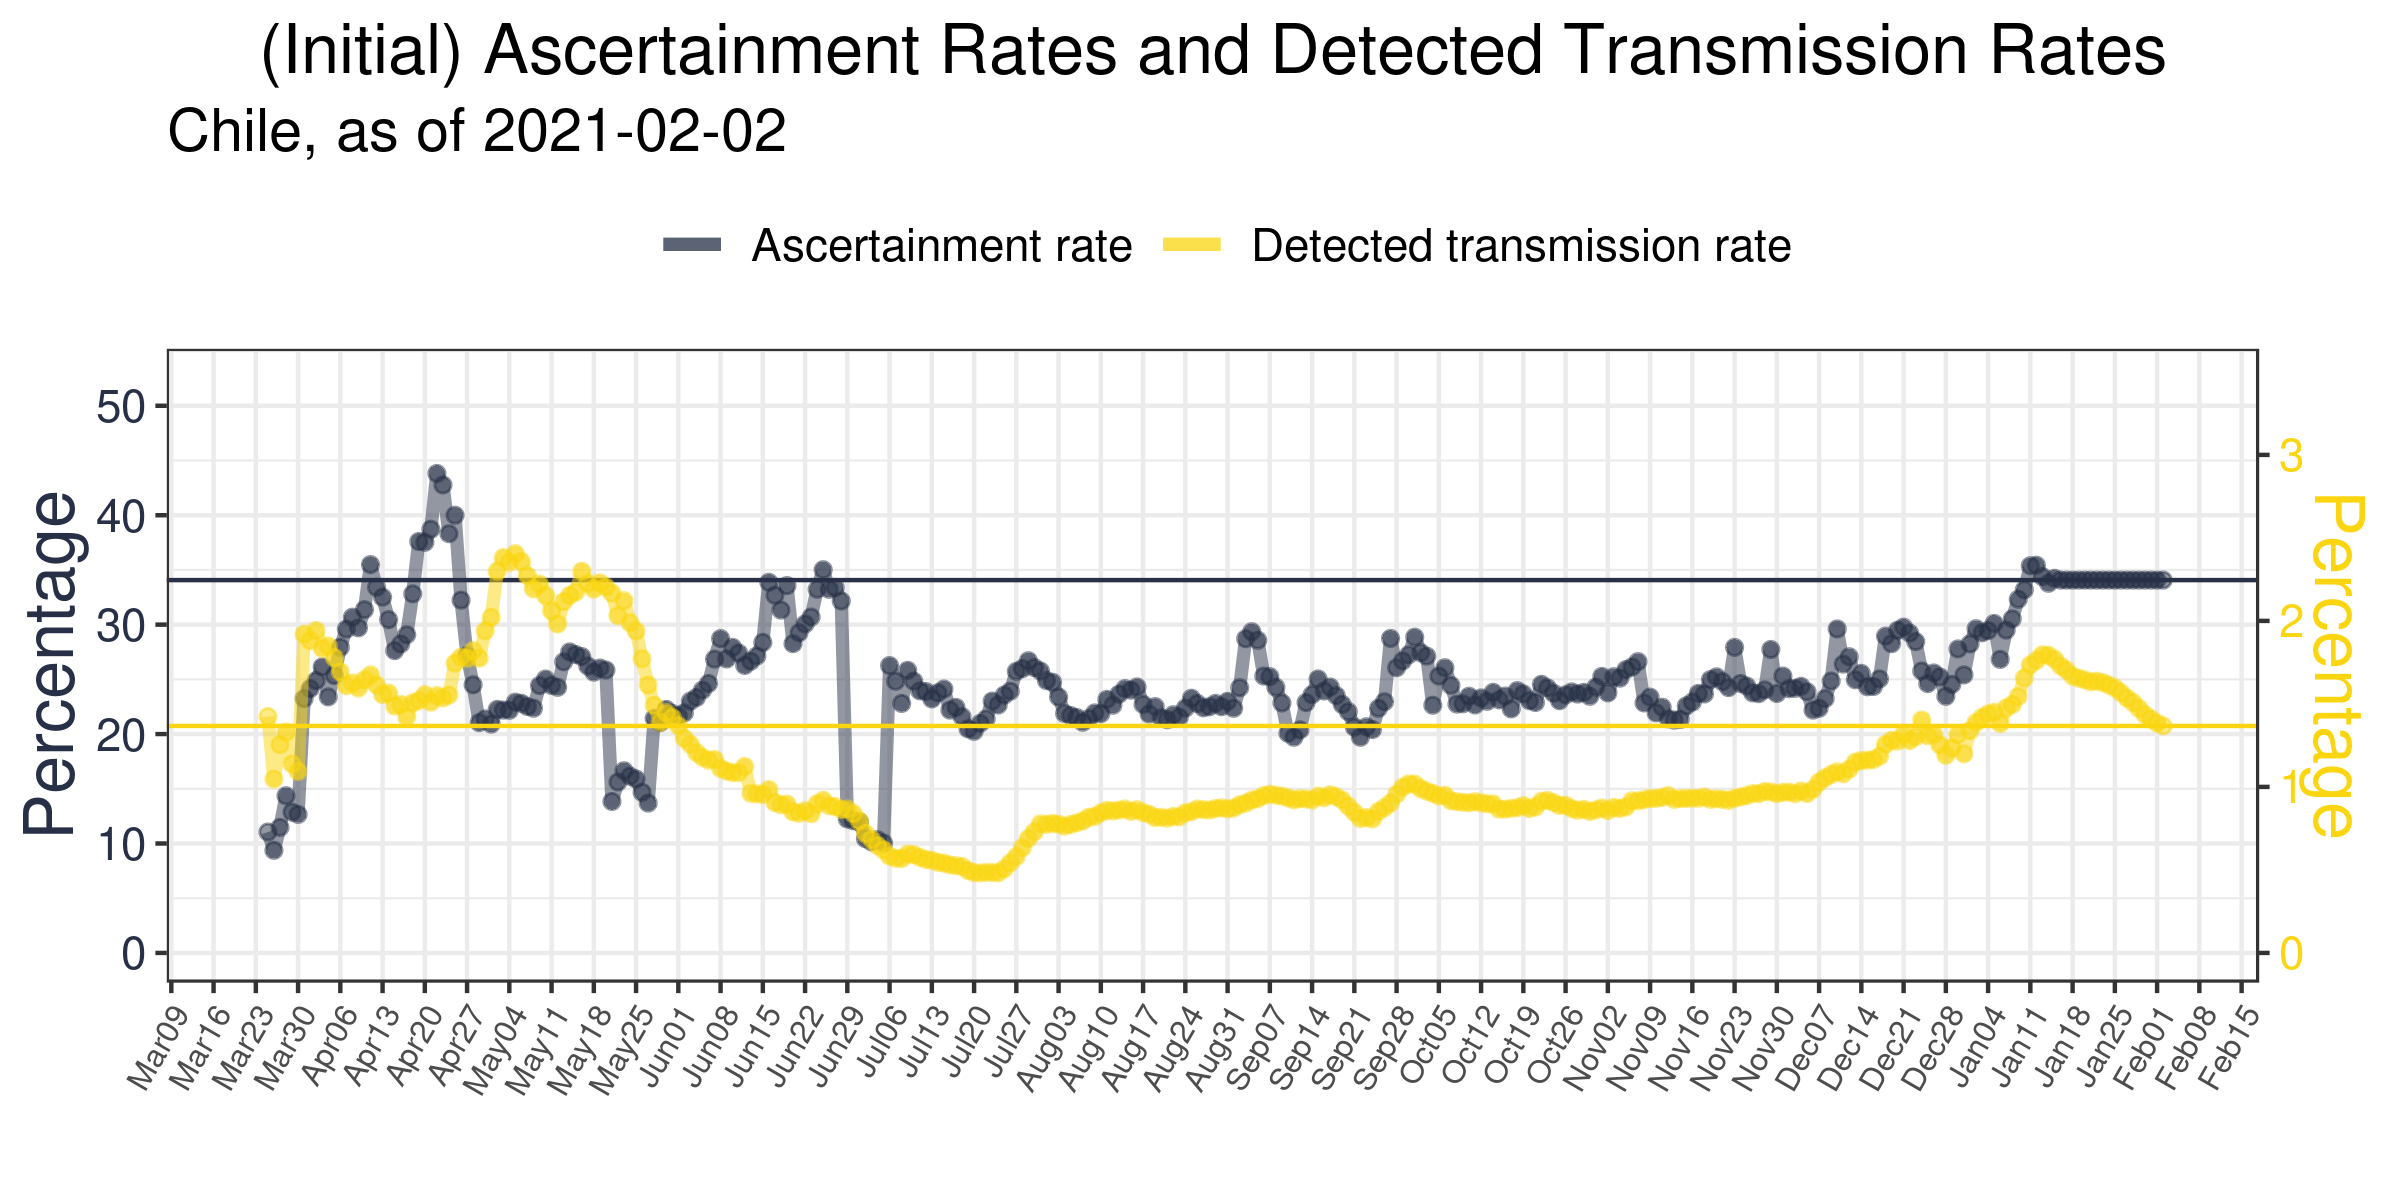 (Initial) Ascertainment Rates and Detected Transmission Rates
Chile, as of 2021-02-02
Ascertainment rate
Detected transmission rate
Percentage
50
40
30
20
10
0
3
2
1
0
Percentage
Mar09
Mar16
Mar23
Mar30
Apr06
Apr13
Apr20
Apr27
May04
May11
May18
May25
Jun01
Jun08
Jun15
Jun22
Jun29
Jul06
Jul13
Jul20
Jul27
Aug03
Aug10
Aug17
Aug24
Aug31
Sep07
Sep14
Sep21
Sep28
Oct05
Oct12
Oct19
Oct26
Nov02
Nov09
Nov16
Nov23
Nov30
Dec07
Dec14
Dec21
Dec28
Jan04
Jan11
Jan18
Jan25
Feb01
Feb08
Feb15